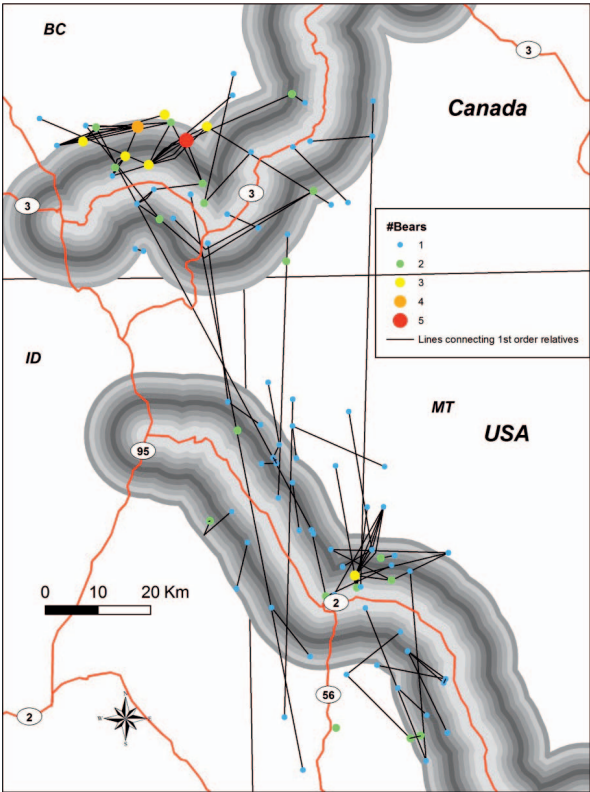 BC
3
Canada
3
3
#Bears
1
2
3
4
5
Lines connecting 1st order relatives
ID
MT
USA
95
0 10 20 Km
2
56
2
N
W E
S